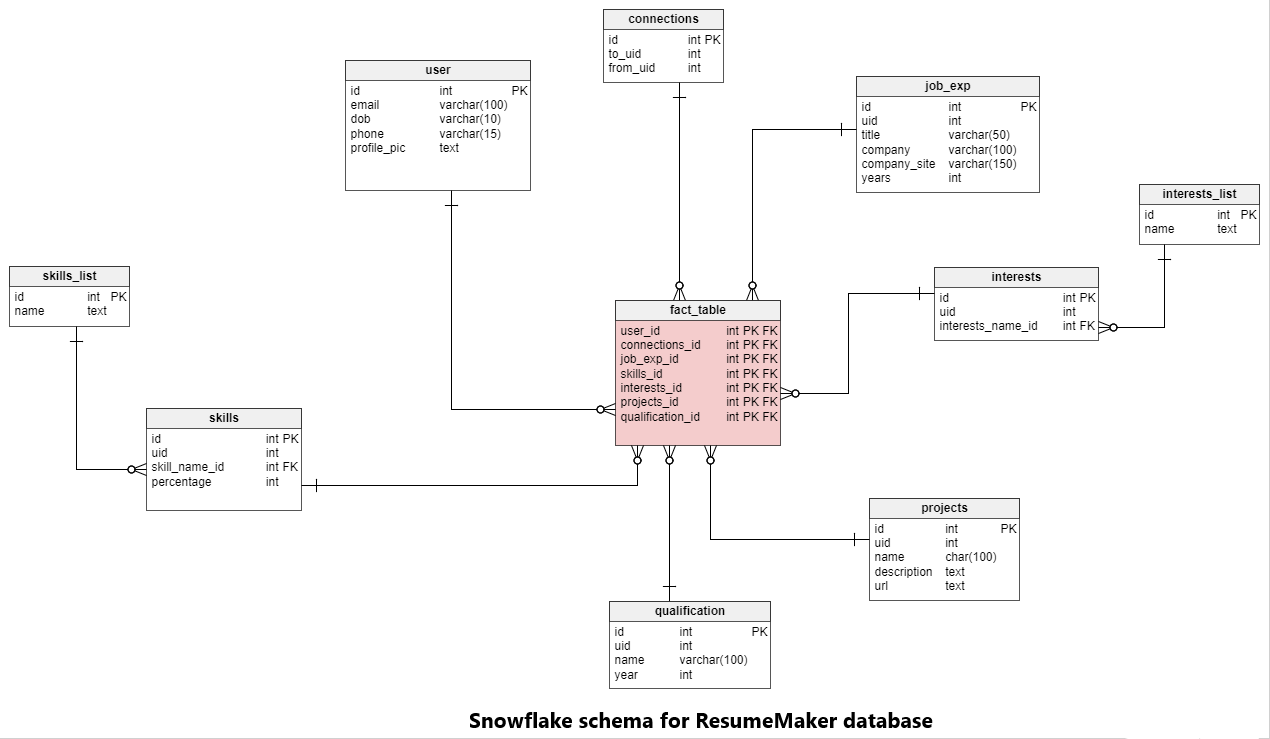 connections
id int PK
to_uid int
from_uid int
user
id int PK
email varchar(100)
dob varchar(10)
phone varchar(15)
profile_pic text
job_exp
id int PK
uid int
title varchar(50)
company varchar(100)
company_site varchar(150)
years int
interests_list
id int PK
name text
skills_list
id int PK
name text
interests
id int PK
uid int
interests_name_id int FK
fact_table
user_id int PK FK
connections_id int PK FK
job_exp_id int PK FK
skills_id int PK FK
interests_id int PK FK
projects_id int PK FK
qualification_id int PK FK
skills
id int PK
uid int
skill_name_id int FK
percentage int
projects
id int PK
uid int
name char(100)
description text
url text
qualification
id int PK
uid int
name varchar(100)
year int
Snowflake schema for ResumeMaker database